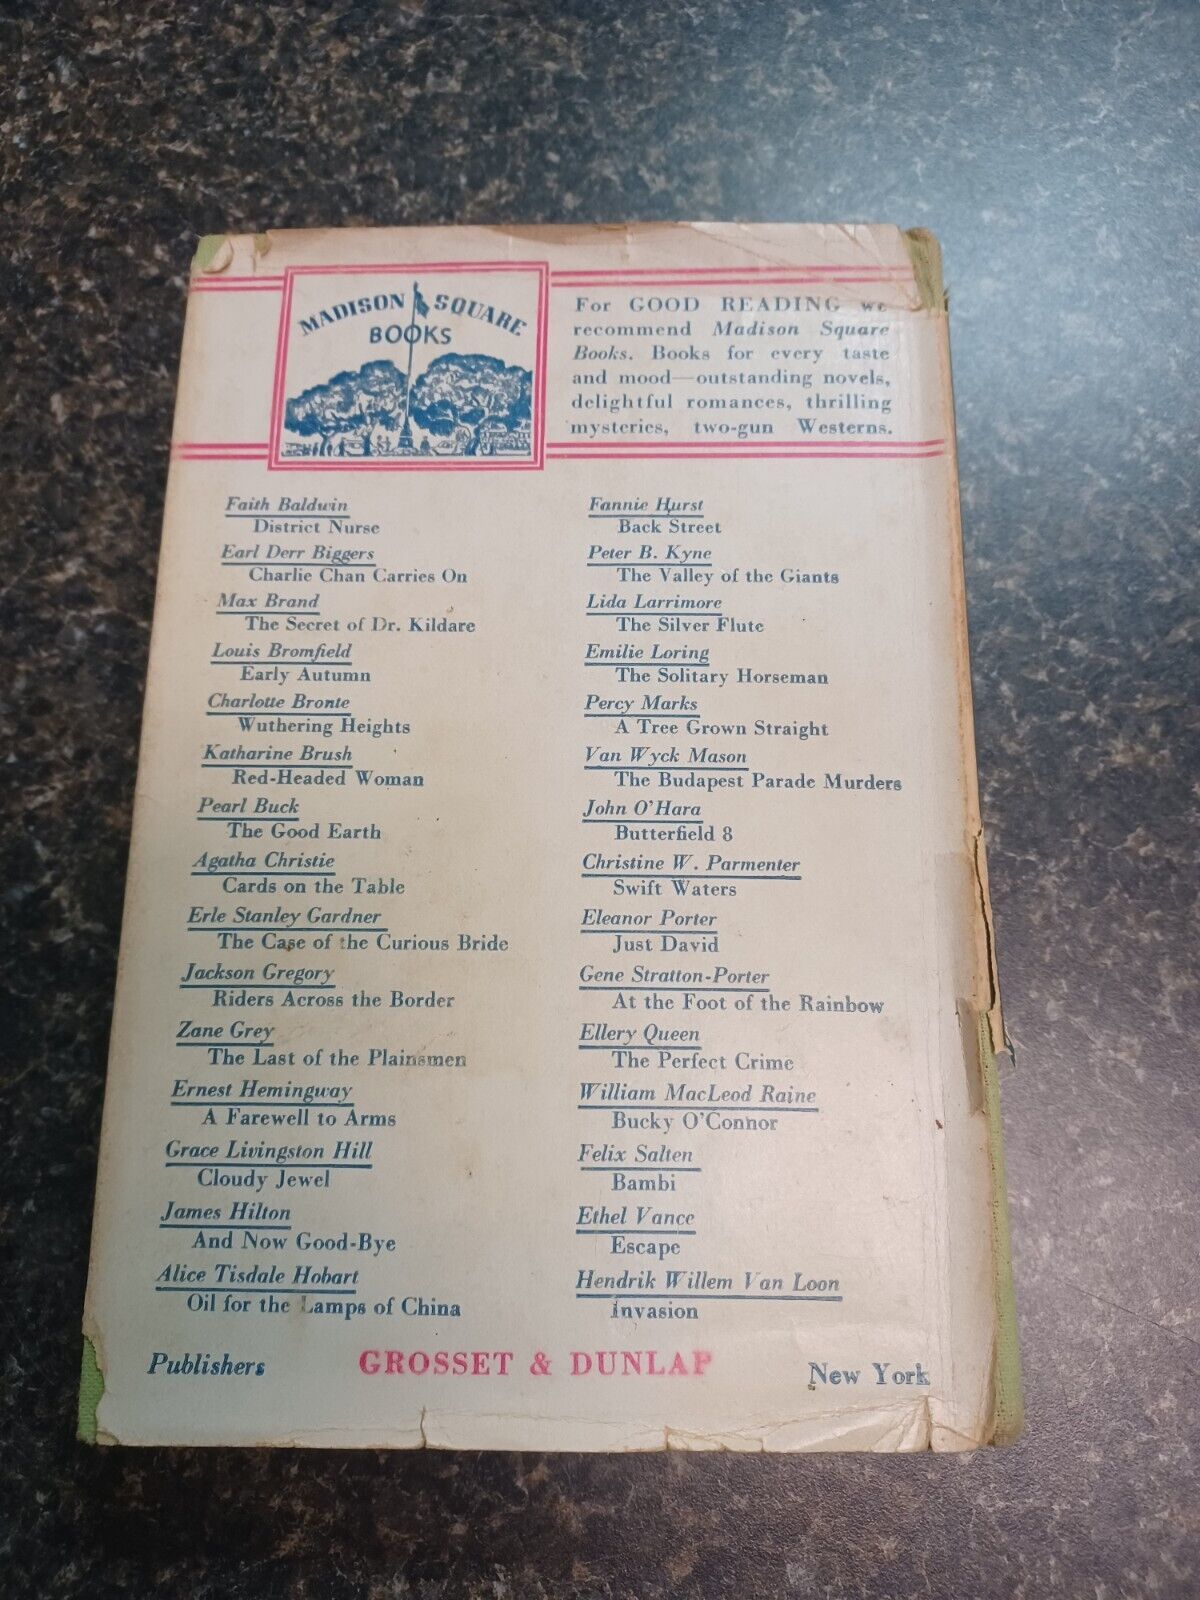 MADISON SQUARE
BOOKS
For GOOD READING we
recommend Madison Square
Books. Books for every taste
and mood—outstanding novels,
delightful romances, thrilling
mysteries, two-gun Westerns.
Faith Baldwin
District Nurse
Earl Derr Biggers
Charlie Chan Carries On
Max Brand
The Secret of Dr. Kildare
Louis Bromfield
Early Autumn
Charlotte Bronte
Wuthering Heights
Katharine Brush
Red-Headed Woman
Pearl Buck
The Good Earth
Agatha Christie
Cards on the Table
Erle Stanley Gardner
The Case of the Curious Bride
Jackson Gregory
Riders Across the Border
Zane Grey
The Last of the Plainsmen
Ernest Hemingway
A Farewell to Arms
Grace Livingston Hill
Cloudy Jewel
James Hilton
And Now Good-Bye
Alice Tisdale Hobart
Oil for the Lamps of China
Fannie Hurst
Back Street
Peter B. Kyne
The Valley of the Giants
Lida Larrimore
The Silver Flute
Emilie Loring
The Solitary Horseman
Percy Marks
A Tree Grown Straight
Van Wyck Mason
The Budapest Parade Murders
John O'Hara
Butterfield 8
Christine W. Parmenter
Swift Waters
Eleanor Porter
Just David
Gene Stratton-Porter
At the Foot of the Rainbow
Ellery Queen
The Perfect Crime
William MacLeod Raine
Bucky O'Connor
Felix Salten
Bambi
Ethel Vance
Escape
Hendrik Willem Van Loon
Invasion
Publishers GROSSET & DUNLAP New York